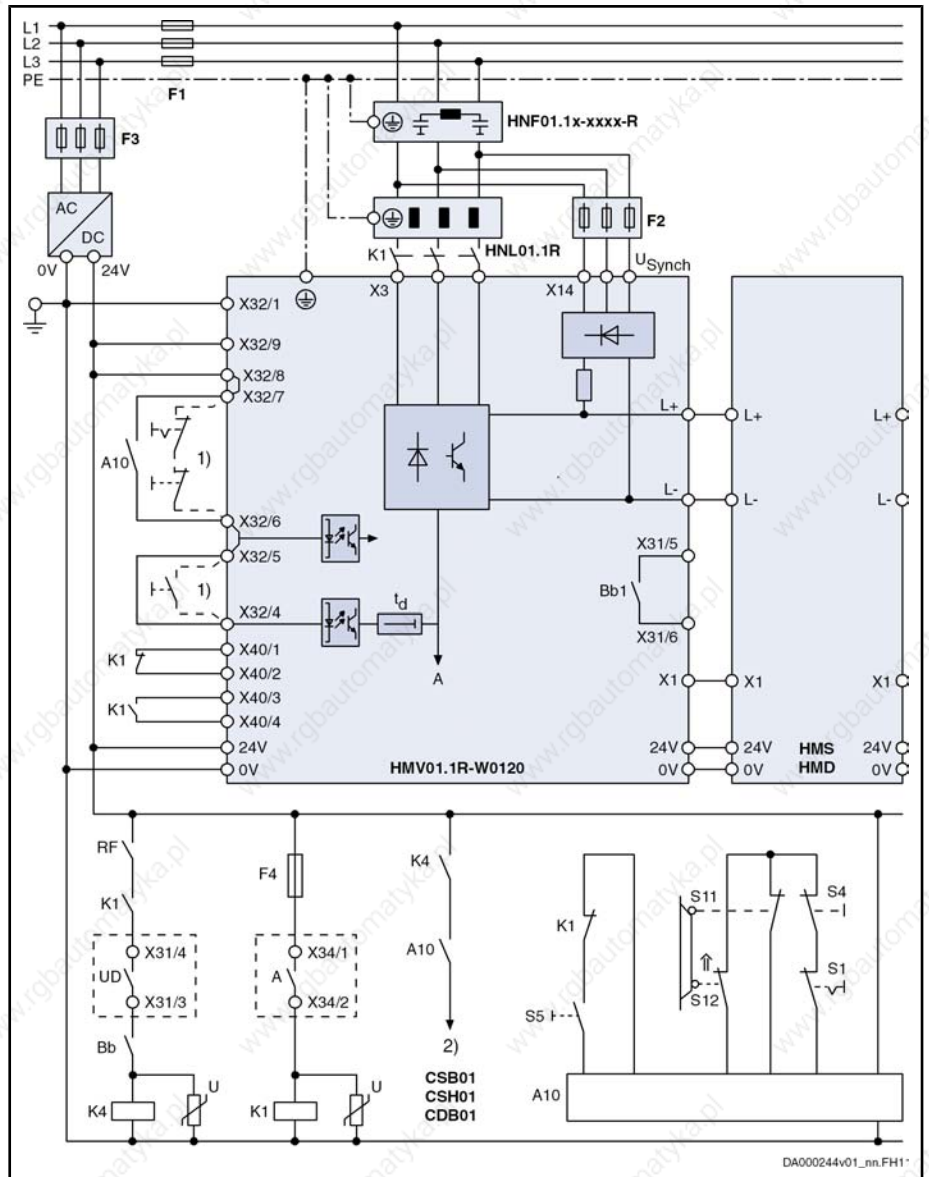 L1
L2
L3
PE
F1
HNF01.1x-xxxx-R
F3
AC
DC
F2
HNL01.1R
0V
24V
K1
USynch
X3
X14
X32/1
X32/9
X32/8
X32/7
L+
L+
L+
A10
1)
L-
L-
L-
X32/6
X32/5
X31/5
1)
td
Bb1
X32/4
X31/6
X40/1
K1
X40/2
A
X1
X1
X1
X40/3
K1
X40/4
24V
24V
24V
HMS
24V
0V
HMV01.1R-W0120
0V
0V
HMD
0V
RF
F4
K4
S11
S4
K1
K1
X31/4
X34/1
A10
UD
A
S1
X31/3
X34/2
S12
S5
Bb
2)
U
U
CSB01
CSH01
CDB01
K4
K1
A10
DA000244v01_nn.FH11
www.rgbautomatyka.pl